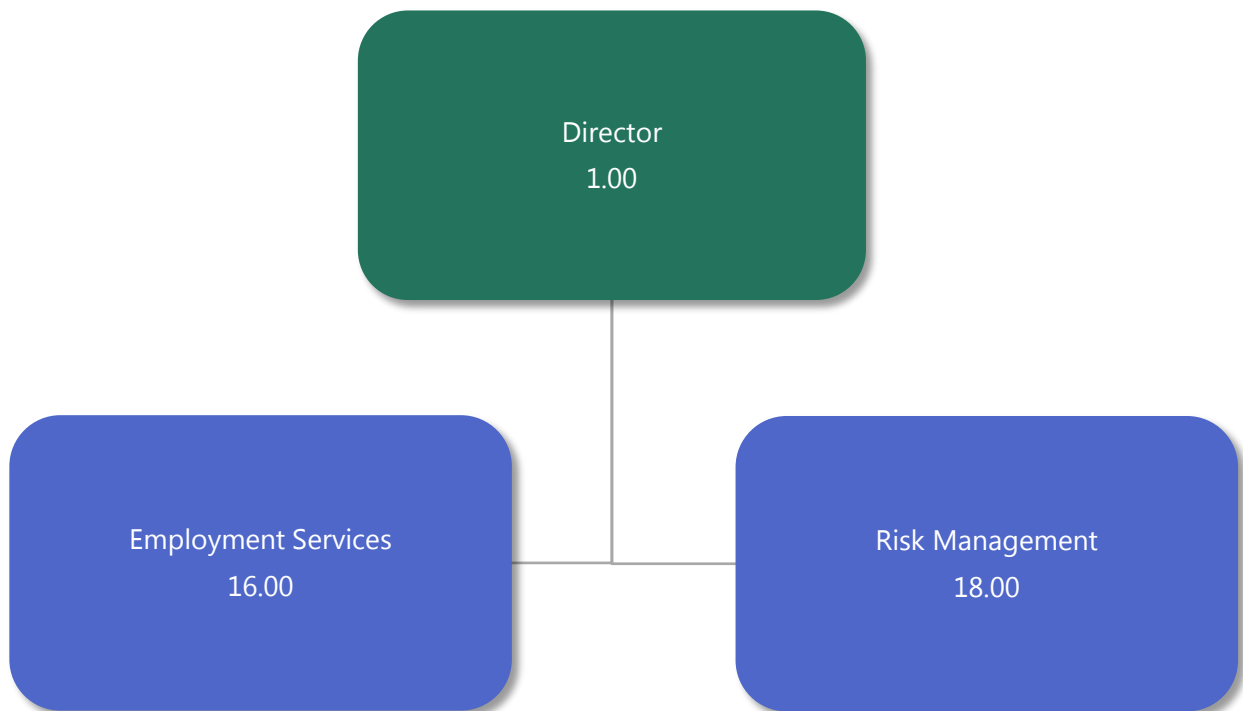 Director
1.00
Employment Services
16.00
Risk Management
18.00